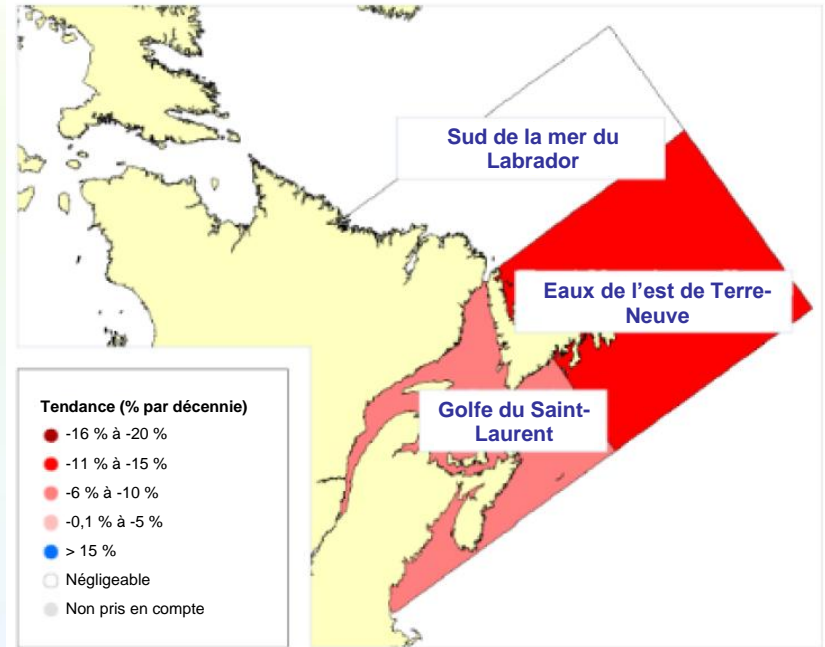 Sud de la mer du
Labrador
Eaux de l’est de Terre-
Neuve
Golfe du Saint-
Laurent
Tendance (% par décennie)
-16 % à -20 %
-11 % à -15 %
-6 % à -10 %
-0,1 % à -5 %
> 15 %
Négligeable
Non pris en compte